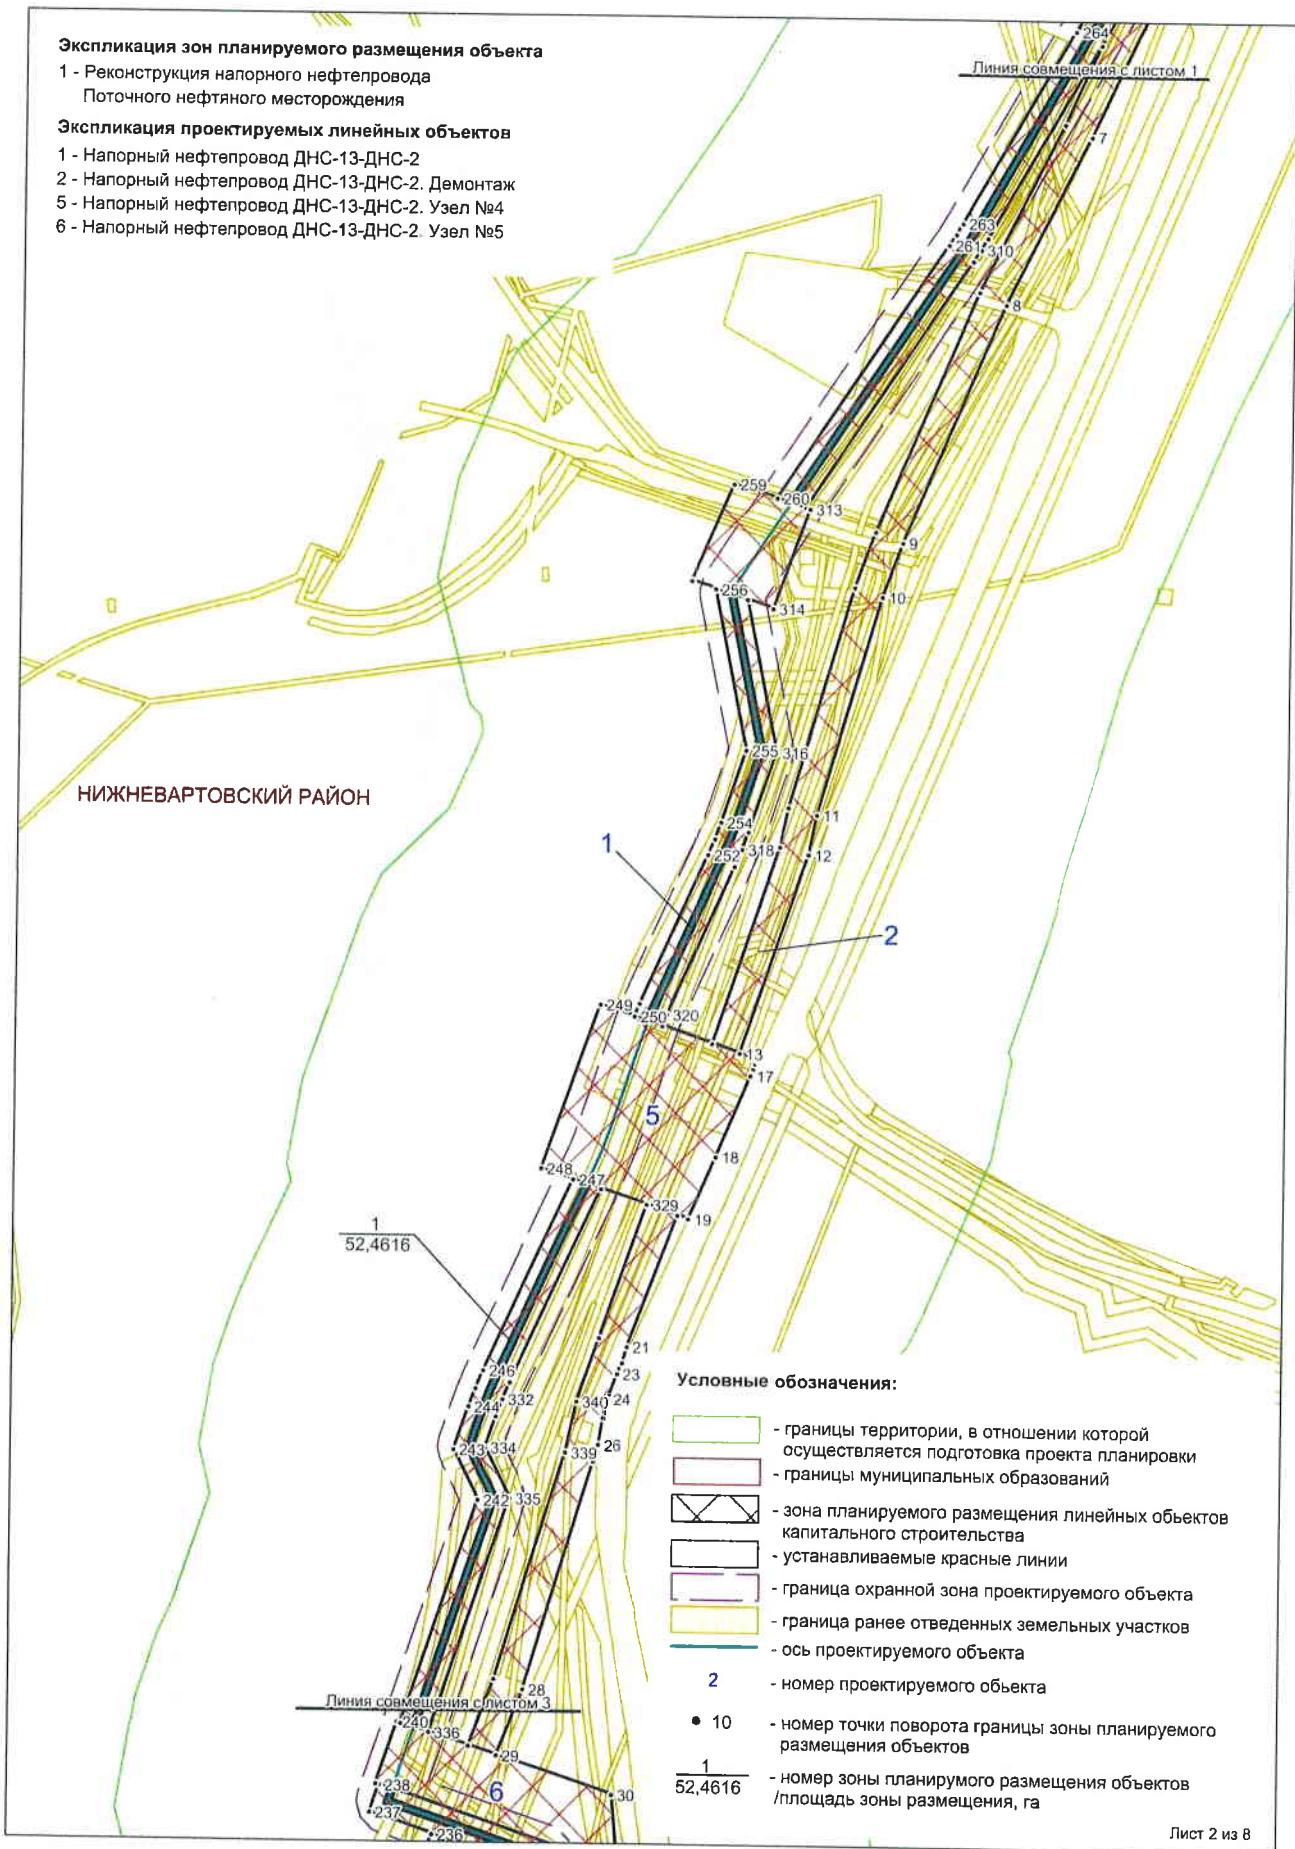 Экспликация зон планируемого размещения объекта
1 - Реконструкция напорного нефтепровода
Поточного нефтяного месторождения
Экспликация проектируемых линейных объектов
1 - Напорный нефтепровод ДНС-13-ДНС-2
2 - Напорный нефтепровод ДНС-13-ДНС-2. Демонтаж
5 - Напорный нефтепровод ДНС-13-ДНС-2. Узел №4
6 - Напорный нефтепровод ДНС-13-ДНС-2. Узел №5
264
Линия совмещения с листом 1
7
263
261
310
8
259
260
313
9
256
314
10
255
316
НИЖНЕВАРТОВСКИЙ РАЙОН
254
11
1
252
318
12
2
249
250
320
13
17
5
18
248
247
329
19
1
52,4616
21
246
23
332
340
24
244
243
334
339
26
242
335
28
Линия совмещения с листом 3
240
336
29
238
6
30
237
236
Условные обозначения:
- границы территории, в отношении которой
осуществляется подготовка проекта планировки
- границы муниципальных образований
- зона планируемого размещения линейных обьектов
капитального строительства
- устанавливаемые красные линии
- граница охранной зона проектируемого объекта
- граница ранее отведенных земельных участков
- ось проектируемого объекта
2 - номер проектируемого обьекта
10 - номер точки поворота границы зоны планируемого
размещения объектов
1
52,4616
- номер зоны планирумого размещения объектов
/площадь зоны размещения, га
Лист 2 из 8